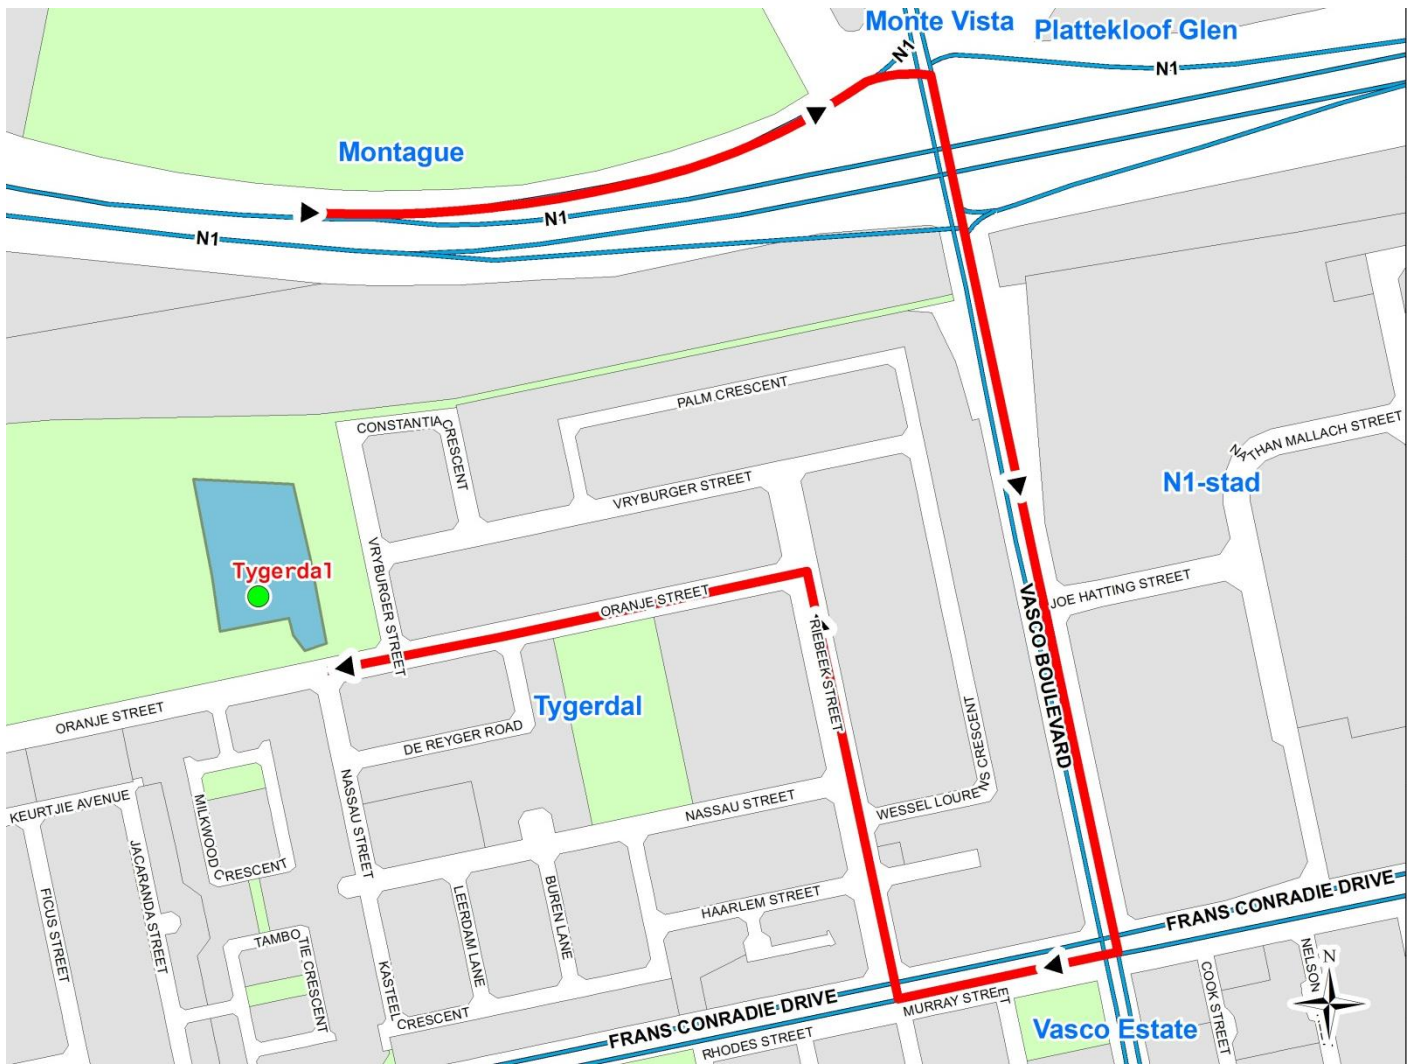 Monte Vista
Plattekloof Glen
N1
N1
Montague
N1
N1
PALM CRESCENT
CONSTANTIA
CRESCENT
NATHAN MALLACH STREET
VRYBURGER STREET
N1-stad
VRYBURGER STREET
Tygerdal
ORANJE STREET
JOE HATTING STREET
VASCO BOULEVARD
RIEBEEK STREET
ORANJE STREET
Tygerdal
DE REYGER ROAD
WESSEL LOURENS CRESCENT
KEURTJIE AVENUE
MILKWOOD
CRESCENT
NASSAU STREET
NASSAU STREET
JACARANDA STREET
FICUS STREET
LEERDAM LANE
BUREN LANE
HAARLEM STREET
FRANS CONRADIE DRIVE
TAMBO
TIE CRESCENT
KASTEEL
CRESCENT
FRANS CONRADIE DRIVE
MURRAY STREET
RHODES STREET
Vasco Estate
COOK STREET
NELSON
N